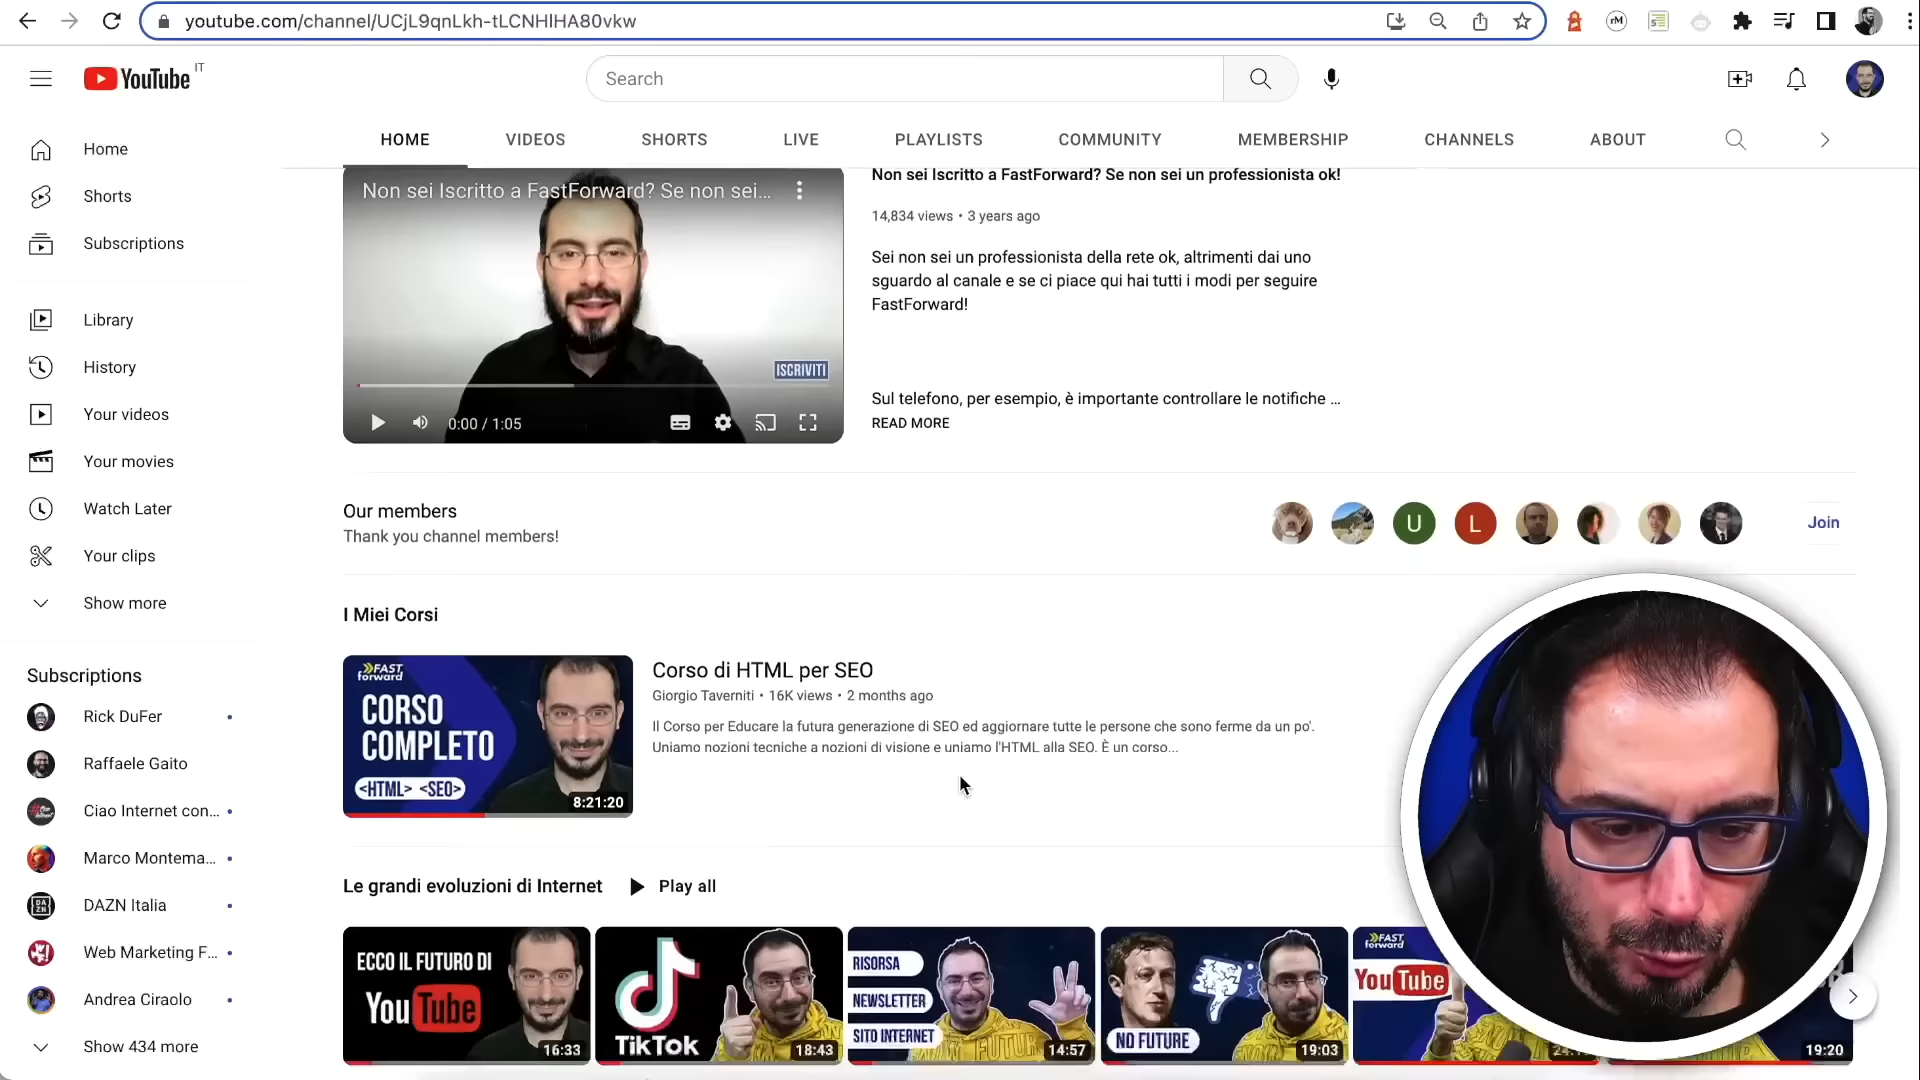 youtube.com/channel/UCjL9qnLkh-tLCNHlHA80vkw
YouTube IT
Search
HOME VIDEOS SHORTS LIVE PLAYLISTS COMMUNITY MEMBERSHIP CHANNELS ABOUT
Home
Shorts
Subscriptions
Library
History
Your videos
Your movies
Watch Later
Your clips
Show more
Subscriptions
Rick DuFer
Raffaele Gaito
Ciao Internet con...
Marco Montema...
DAZN Italia
Web Marketing F...
Andrea Ciraolo
Show 434 more
Non sei Iscritto a FastForward? Se non sei...
ISCRIVITI
0:00 / 1:05
Non sei Iscritto a FastForward? Se non sei un professionista ok!
14,834 views • 3 years ago
Sei non sei un professionista della rete ok, altrimenti dai uno
sguardo al canale e se ci piace qui hai tutti i modi per seguire
FastForward!
Sul telefono, per esempio, è importante controllare le notifiche ...
READ MORE
Our members
Thank you channel members!
U
L
Join
I Miei Corsi
FAST
forward
CORSO
COMPLETO
<HTML> <SEO>
8:21:20
Corso di HTML per SEO
Giorgio Taverniti • 16K views • 2 months ago
Il Corso per Educare la futura generazione di SEO ed aggiornare tutte le persone che sono ferme da un po'.
Uniamo nozioni tecniche a nozioni di visione e uniamo l'HTML alla SEO. È un corso...
Le grandi evoluzioni di Internet Play all
ECCO IL FUTURO DI
YouTube
16:33
TikTok
18:43
RISORSA
NEWSLETTER
SITO INTERNET
14:57
NO FUTURE
19:03
FAST
forward
YouTube
19:20